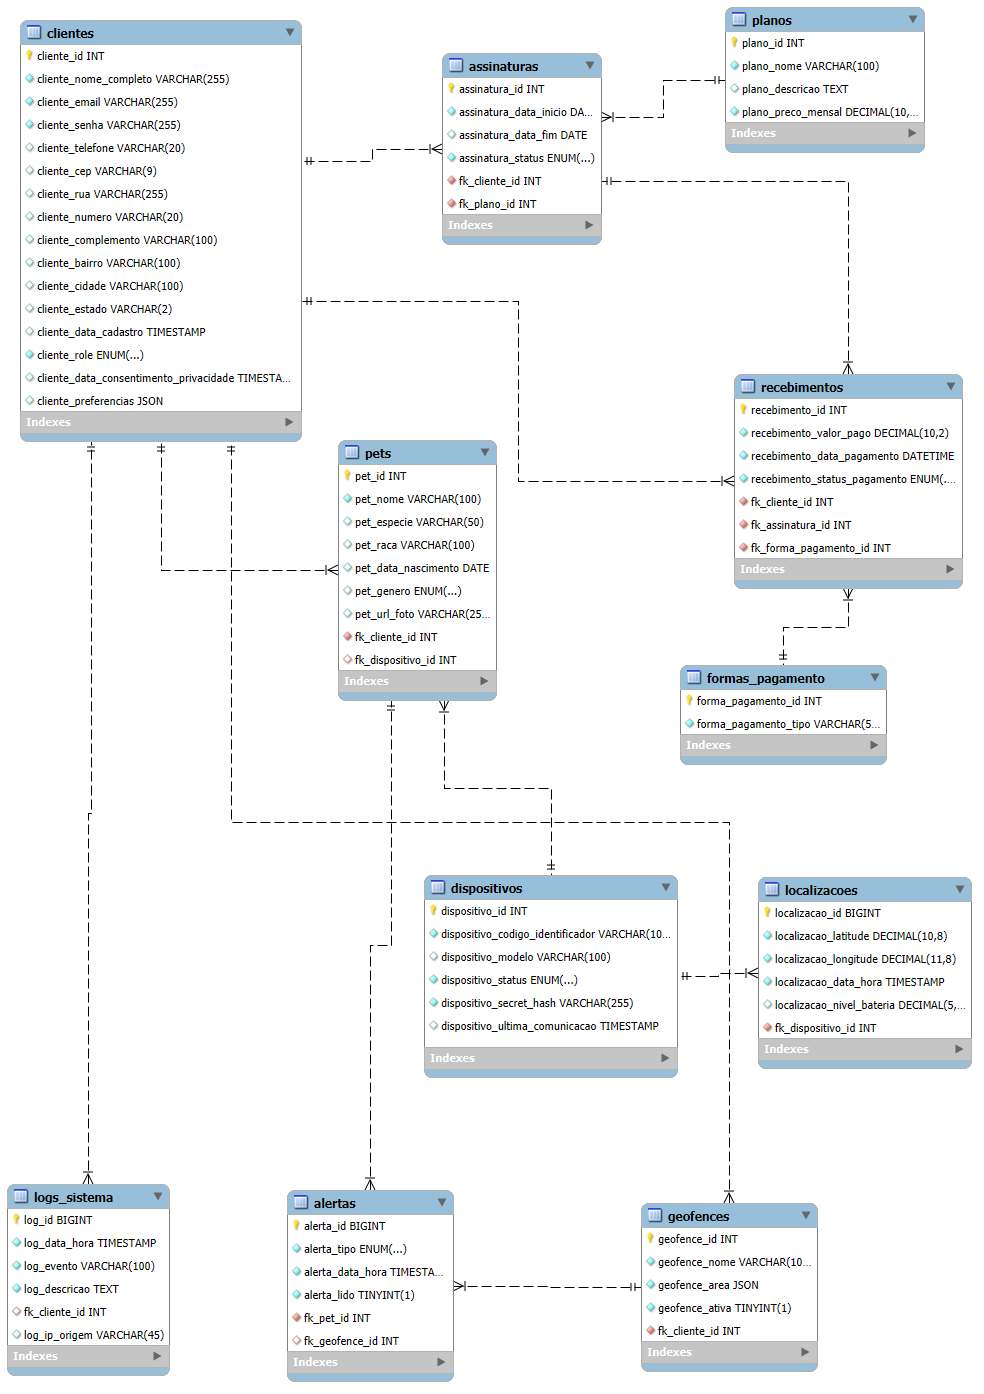 clientes
cliente_id INT
cliente_nome_completo VARCHAR(255)
cliente_email VARCHAR(255)
cliente_senha VARCHAR(255)
cliente_telefone VARCHAR(20)
cliente_cep VARCHAR(9)
cliente_rua VARCHAR(255)
cliente_numero VARCHAR(20)
cliente_complemento VARCHAR(100)
cliente_bairro VARCHAR(100)
cliente_cidade VARCHAR(100)
cliente_estado VARCHAR(2)
cliente_data_cadastro TIMESTAMP
cliente_role ENUM(...)
cliente_data_consentimento_privacidade TIMESTA...
cliente_preferencias JSON
Indexes
assinaturas
assinatura_id INT
assinatura_data_inicio DA...
assinatura_data_fim DATE
assinatura_status ENUM(...)
fk_cliente_id INT
fk_plano_id INT
Indexes
planos
plano_id INT
plano_nome VARCHAR(100)
plano_descricao TEXT
plano_preco_mensal DECIMAL(10,...
Indexes
recebimentos
recebimento_id INT
recebimento_valor_pago DECIMAL(10,2)
recebimento_data_pagamento DATETIME
recebimento_status_pagamento ENUM(....
fk_cliente_id INT
fk_assinatura_id INT
fk_forma_pagamento_id INT
Indexes
pets
pet_id INT
pet_nome VARCHAR(100)
pet_especie VARCHAR(50)
pet_raca VARCHAR(100)
pet_data_nascimento DATE
pet_genero ENUM(...)
pet_url_foto VARCHAR(25...
fk_cliente_id INT
fk_dispositivo_id INT
Indexes
formas_pagamento
forma_pagamento_id INT
forma_pagamento_tipo VARCHAR(5...
Indexes
dispositivos
dispositivo_id INT
dispositivo_codigo_identificador VARCHAR(10...
dispositivo_modelo VARCHAR(100)
dispositivo_status ENUM(...)
dispositivo_secret_hash VARCHAR(255)
dispositivo_ultima_comunicacao TIMESTAMP
Indexes
localizacoes
localizacao_id BIGINT
localizacao_latitude DECIMAL(10,8)
localizacao_longitude DECIMAL(11,8)
localizacao_data_hora TIMESTAMP
localizacao_nivel_bateria DECIMAL(5,...
fk_dispositivo_id INT
Indexes
logs_sistema
log_id BIGINT
log_data_hora TIMESTAMP
log_evento VARCHAR(100)
log_descricao TEXT
fk_cliente_id INT
log_ip_origem VARCHAR(45)
Indexes
alertas
alerta_id BIGINT
alerta_tipo ENUM(...)
alerta_data_hora TIMESTA...
alerta_lido TINYINT(1)
fk_pet_id INT
fk_geofence_id INT
Indexes
geofences
geofence_id INT
geofence_nome VARCHAR(10...
geofence_area JSON
geofence_ativa TINYINT(1)
fk_cliente_id INT
Indexes